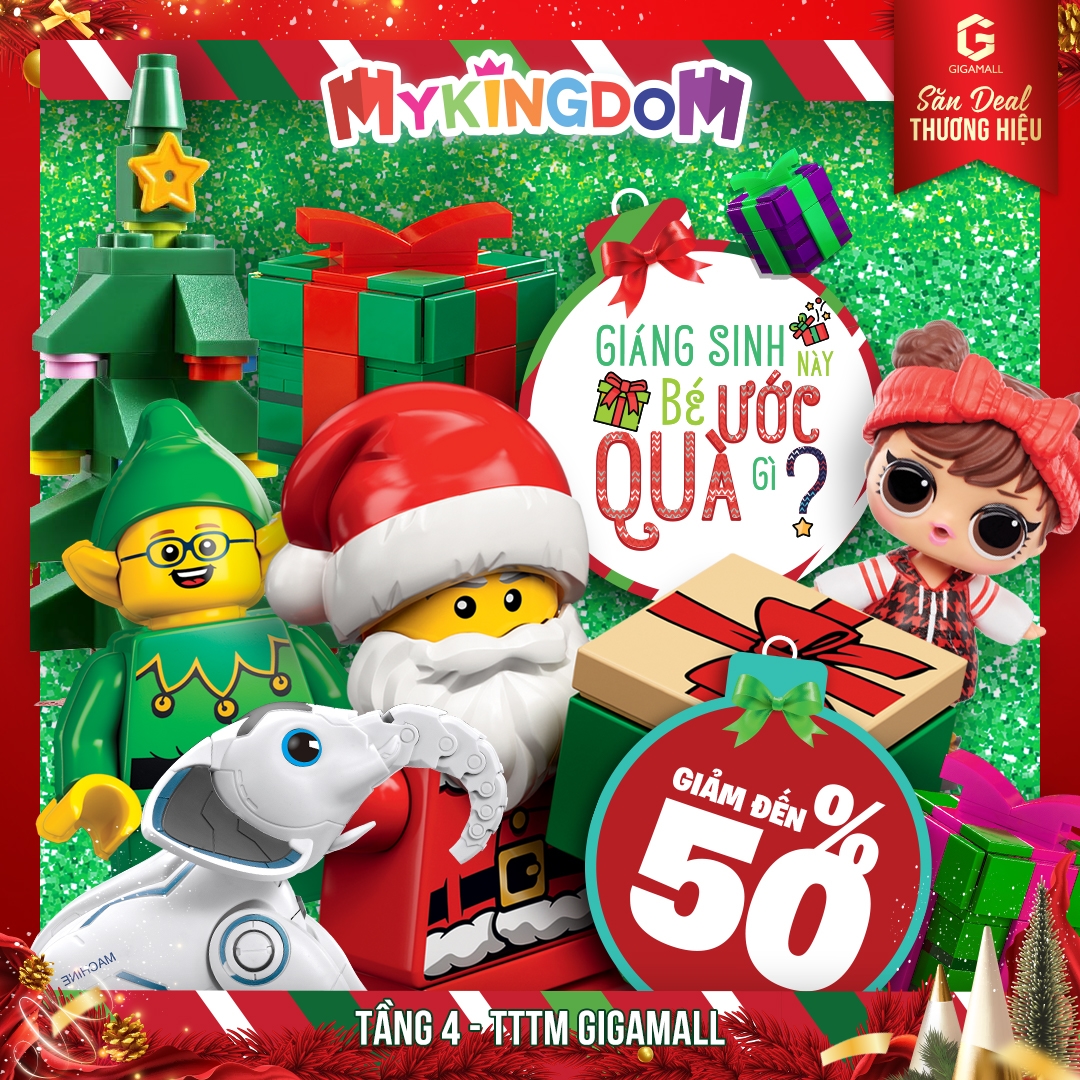 MYKINGDOM
GIGAMALL
Săn Deal
THƯƠNG HIỆU
GIÁNG SINH NÀY
BÉ ƯỚC
QUÀ GÌ?
GIẢM ĐẾN
50%
MACHINE
TẦNG 4 - TTTM GIGAMALL